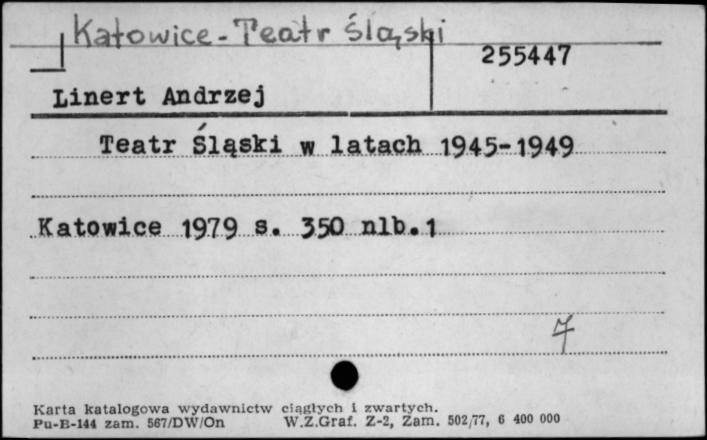 Katowice - Teatr śląski
255447
Linert Andrzej
Teatr Śląski w latach 1945-1949
Katowice 1979 s. 350 nlb.1
7
Karta katalogowa wydawnictw ciągłych i zwartych.
Pu-B-144 zam. 567/DW/On W.Z.Graf. Z-2, Zam. 502/77, 6 400 000